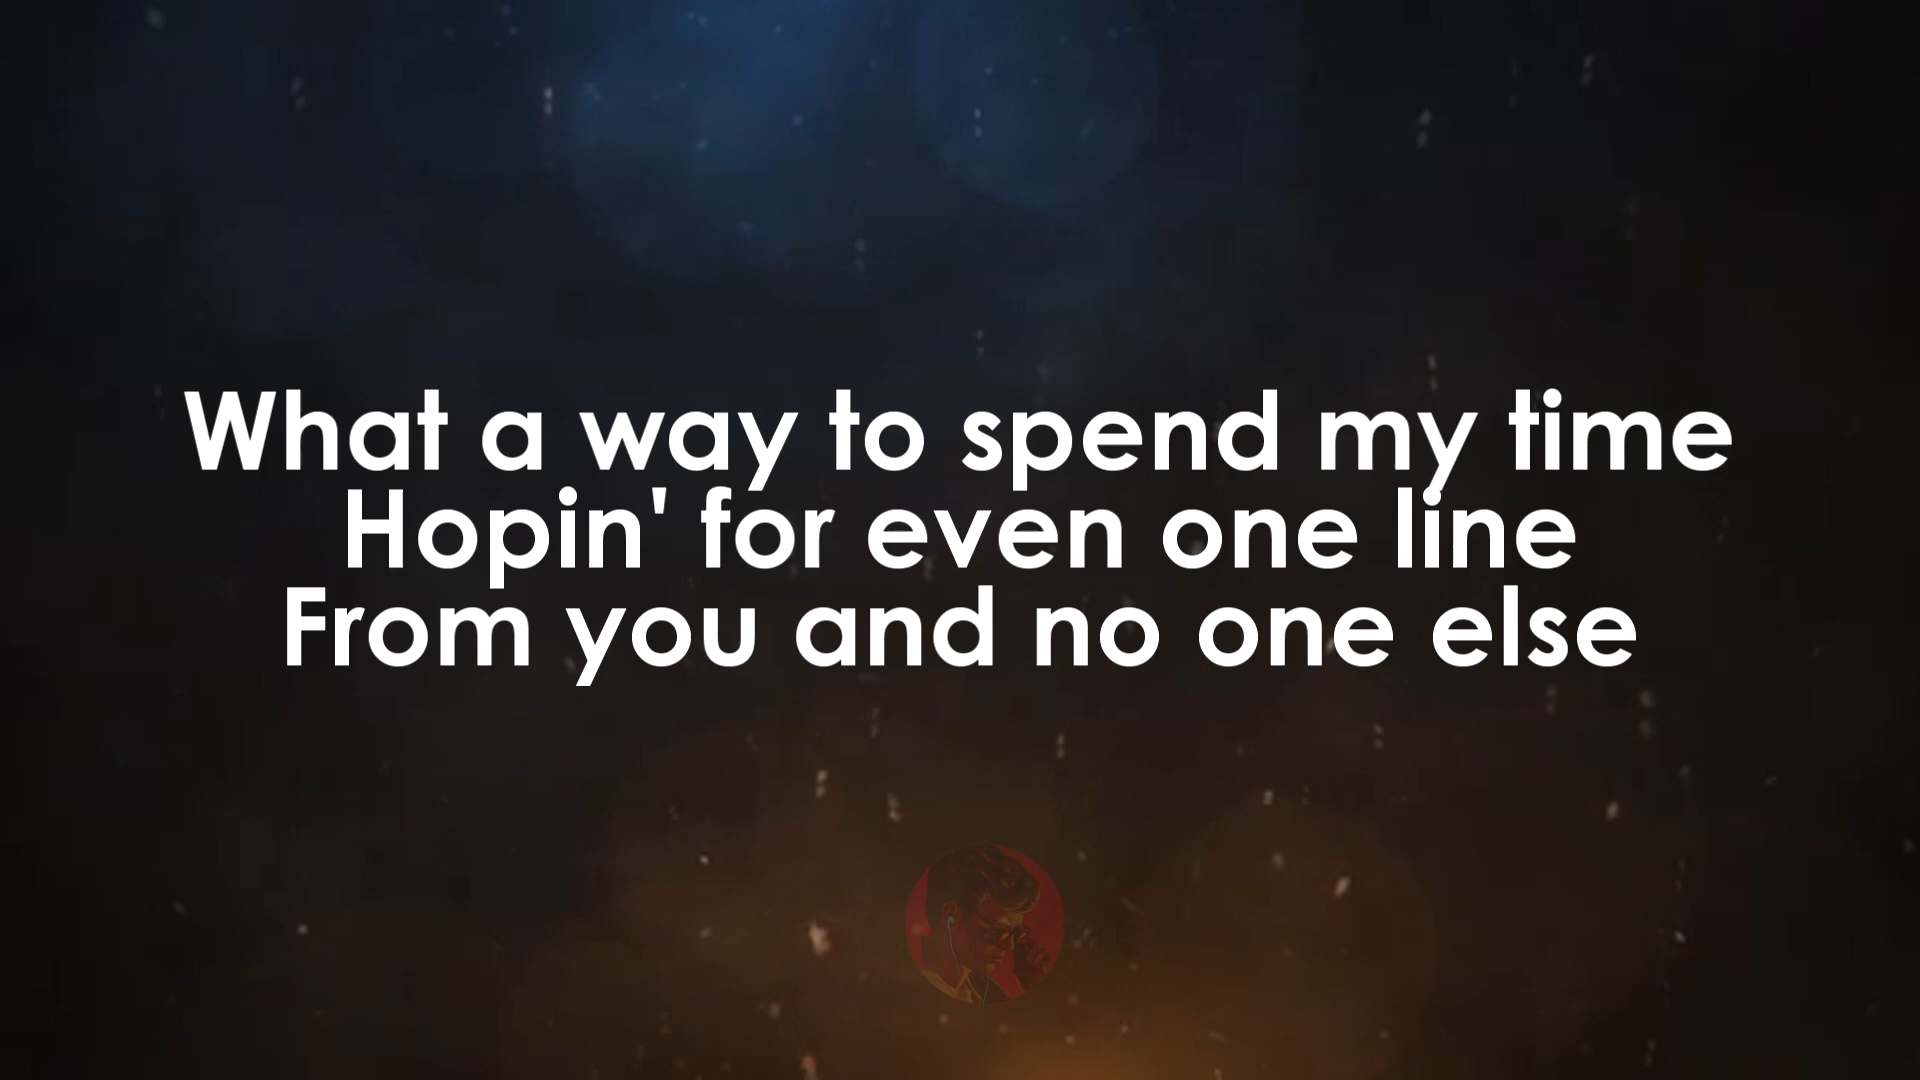 What a way to spend my time
Hopin' for even one line
From you and no one else